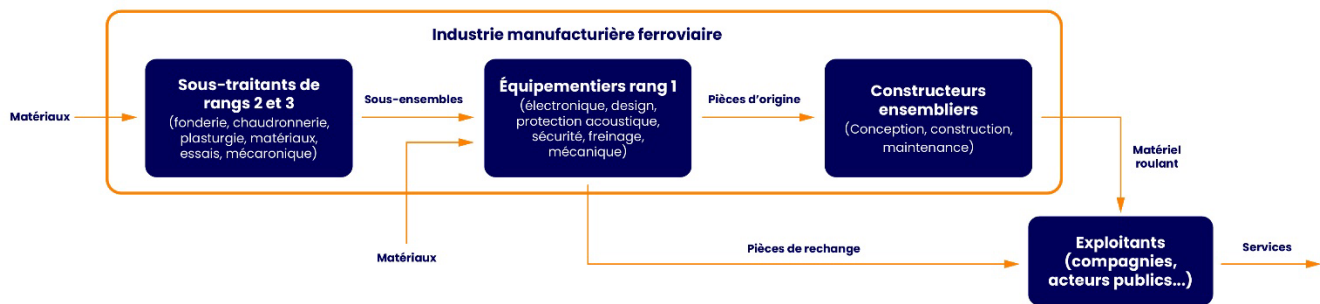 Industrie manufacturière ferroviaire
Matériaux
Sous-traitants de
rangs 2 et 3
(fonderie, chaudronnerie,
plasturgie, matériaux,
essais, mécaronique)
Sous-ensembles
Équipementiers rang 1
(électronique, design,
protection acoustique,
sécurité, freinage,
mécanique)
Pièces d’origine
Constructeurs
ensembliers
(Conception, construction,
maintenance)
Matériel
roulant
Matériaux
Pièces de rechange
Exploitants
(compagnies,
acteurs publics...)
Services